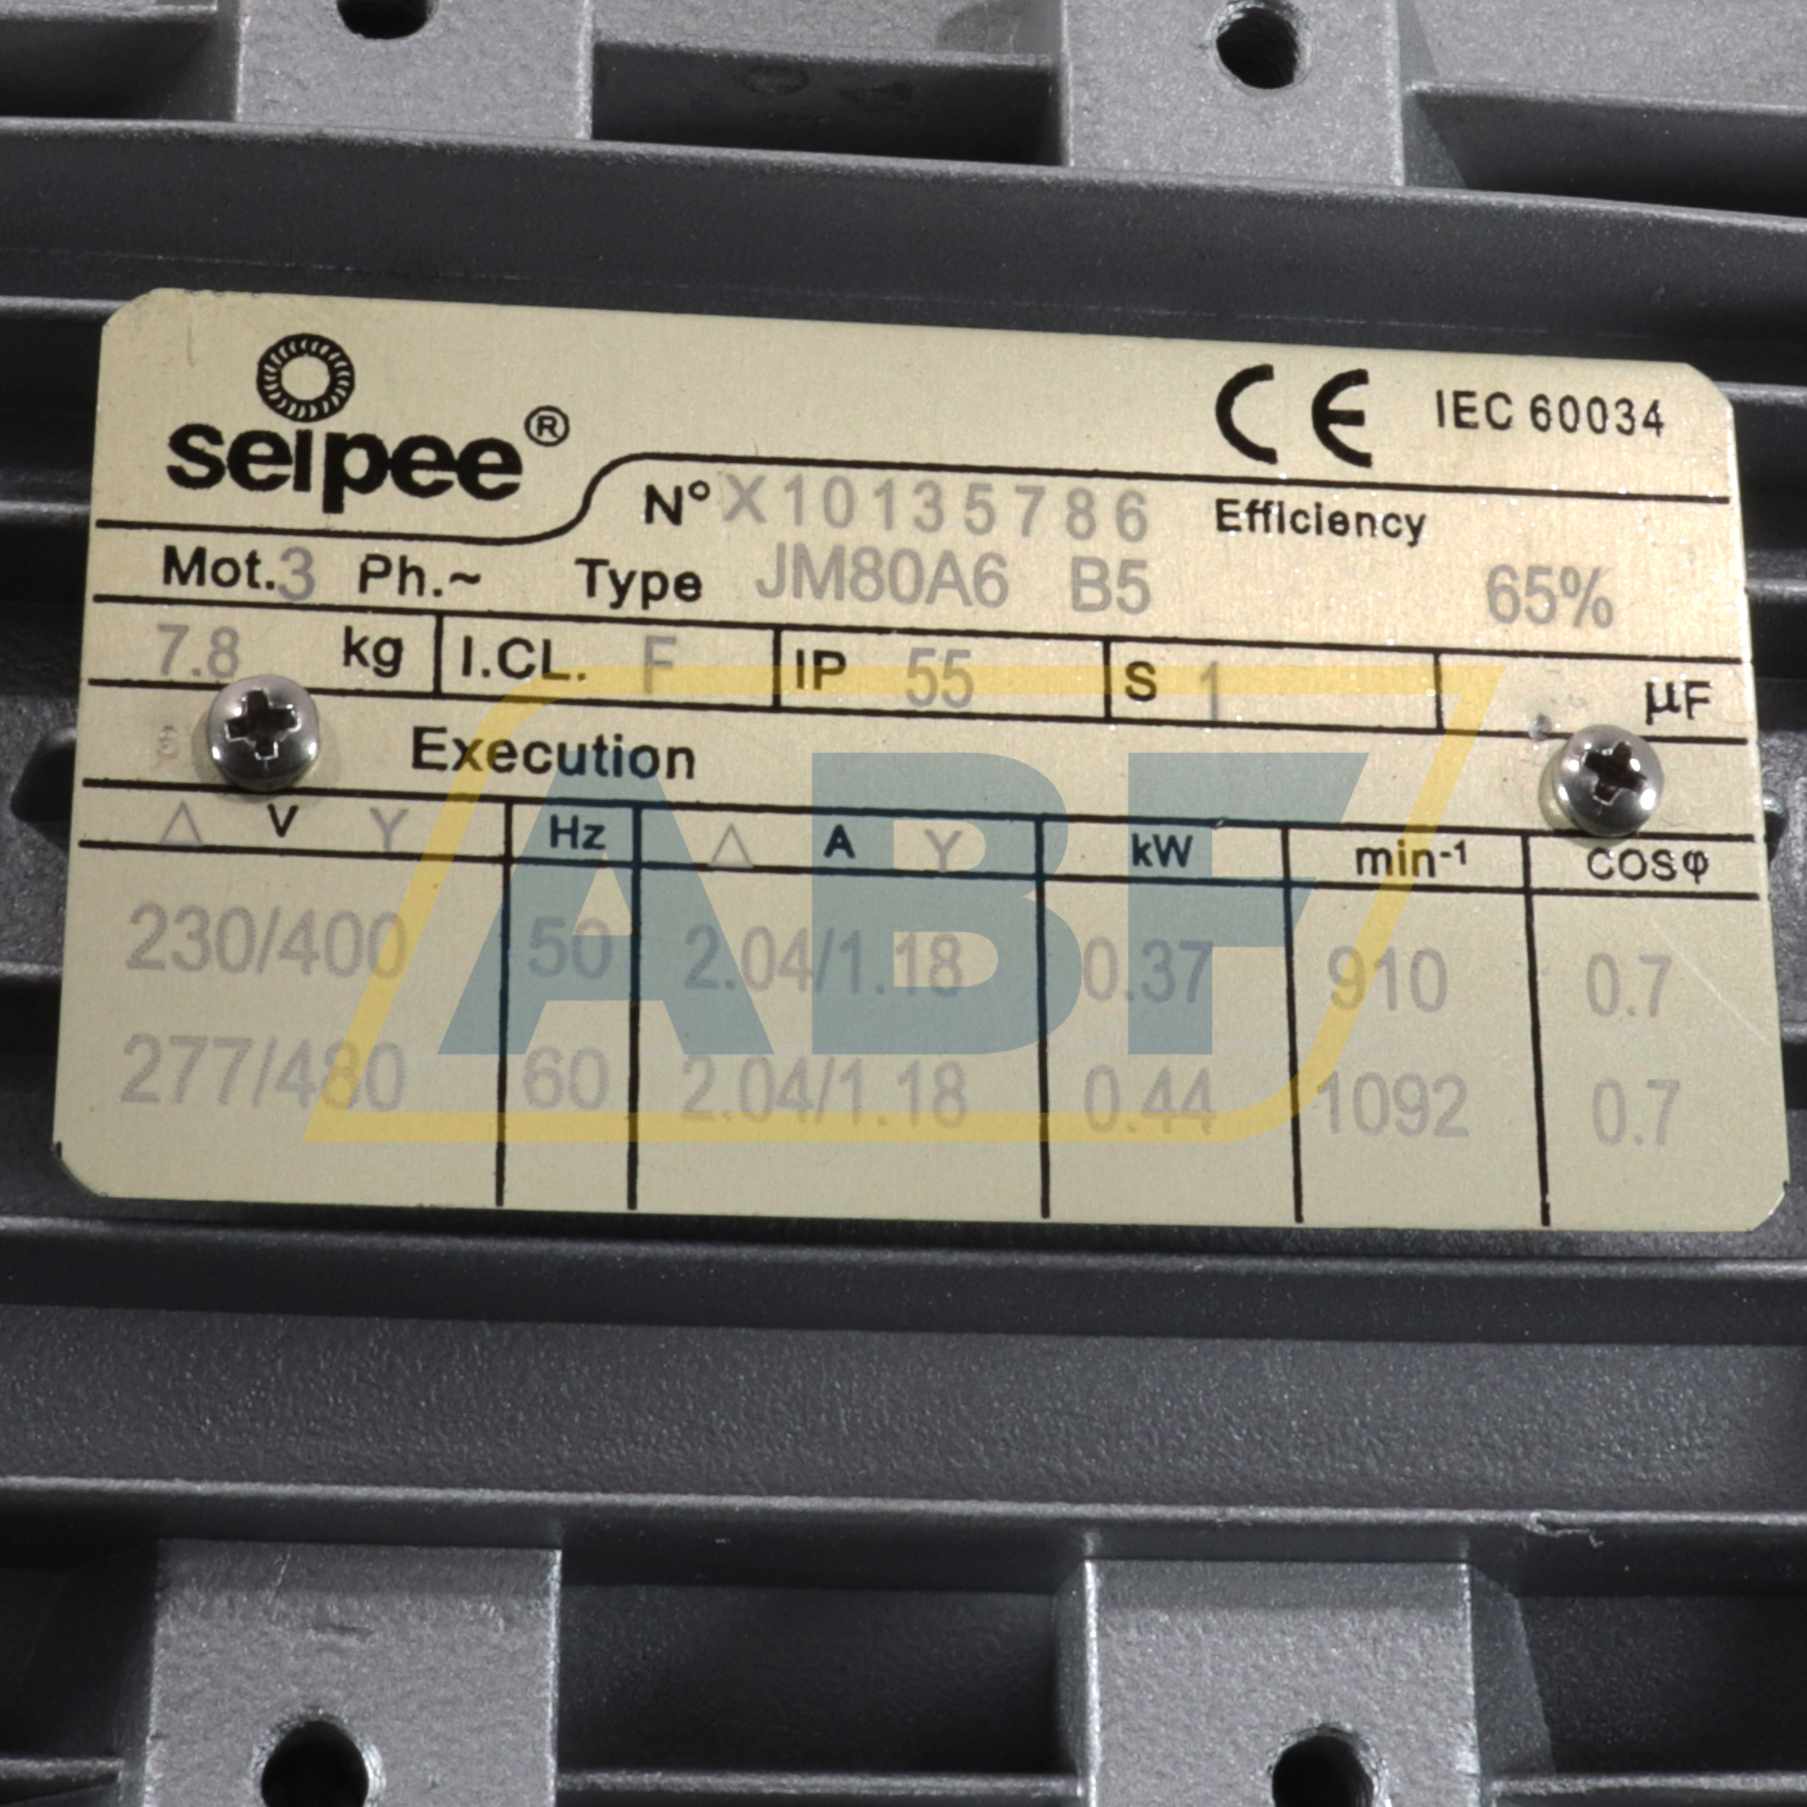 seipee®
CE IEC 60034
N° X10135786 Efficiency
Mot.3 Ph.~ Type JM80A6 B5 65%
7.8 kg I.CL. F IP 55 S 1 µF
Execution
△ V Y Hz △ A Y kW min-1 cosφ
230/400 50 2.04/1.18 0.37 910 0.7
277/480 60 2.04/1.18 0.44 1092 0.7
ABF